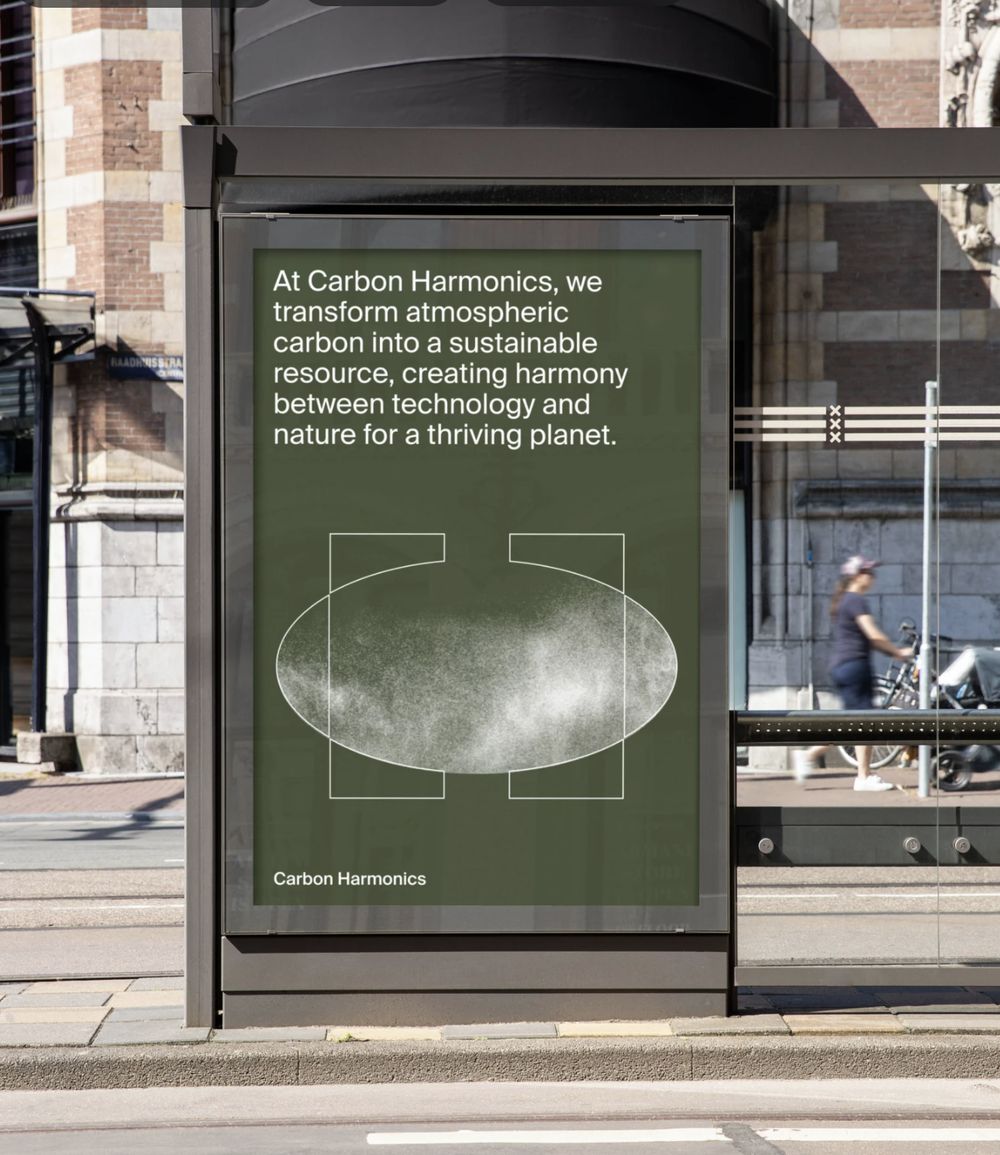 At Carbon Harmonics, we
transform atmospheric
carbon into a sustainable
resource, creating harmony
between technology and
nature for a thriving planet.
Carbon Harmonics